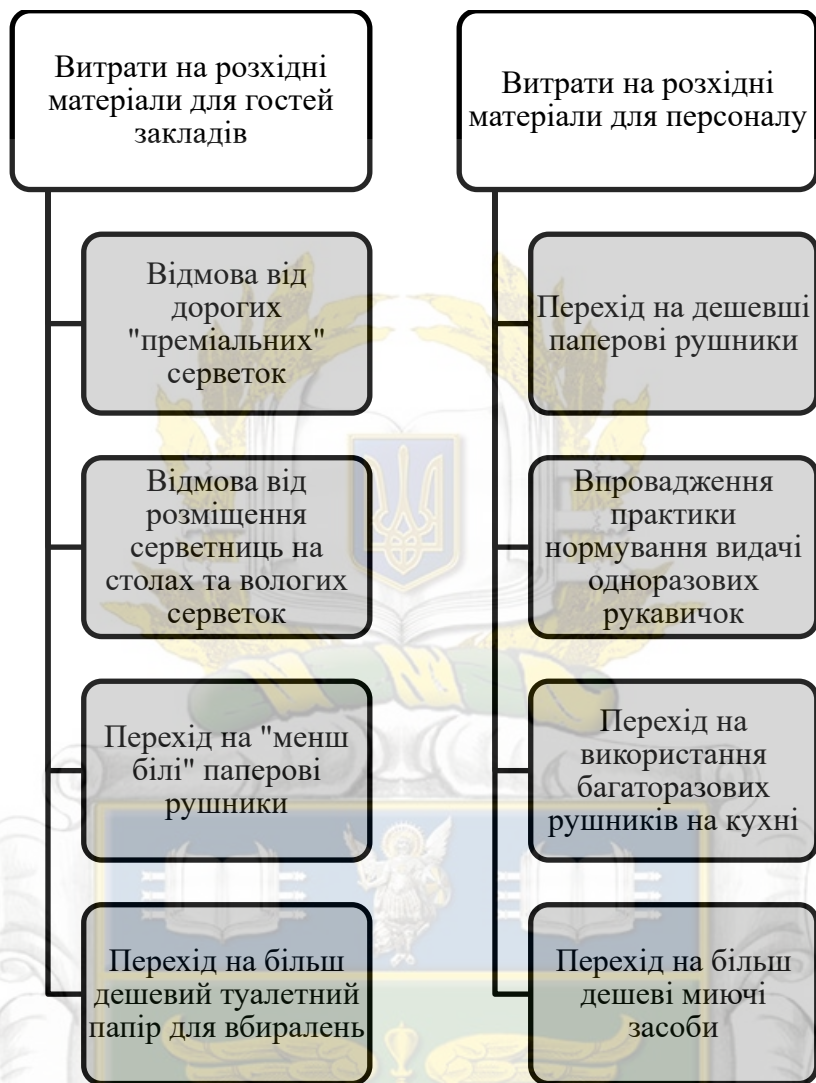 Витрати на розхідні
матеріали для гостей
закладів
Відмова від
дорогих
"преміальних"
серветок
Відмова від
розміщення
серветниць на
столах та вологих
серветок
Перехід на "менш
білі" паперові
рушники
Перехід на більш
дешевий туалетний
папір для вбиралень
Витрати на розхідні
матеріали для персоналу
Перехід на дешевші
паперові рушники
Впровадження
практики
нормування видачі
одноразових
рукавичок
Перехід на
використання
багаторазових
рушників на кухні
Перехід на більш
дешеві миючі
засоби